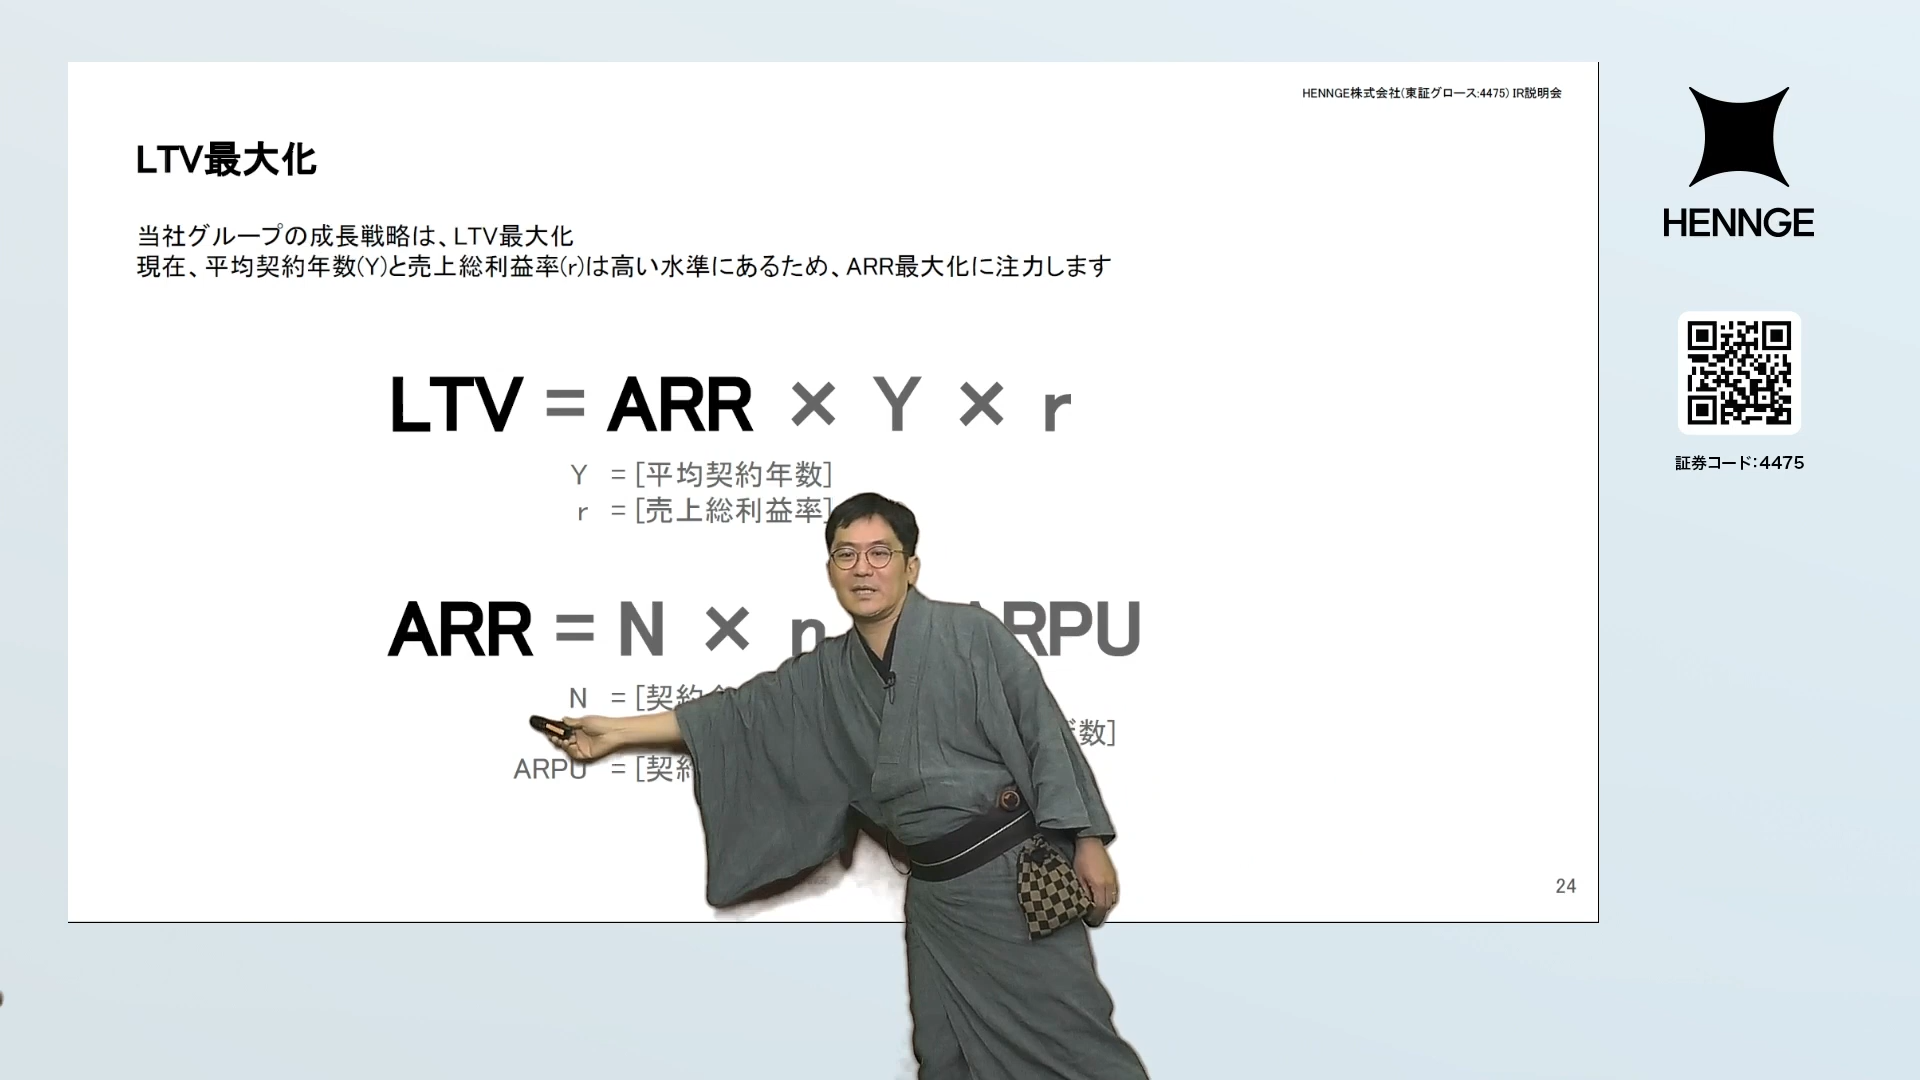 HENNGE株式会社(東証グロース:4475) IR説明会
LTV最大化
当社グループの成長戦略は、LTV最大化
現在、平均契約年数(Y)と売上総利益率(r)は高い水準にあるため、ARR最大化に注力します
LTV = ARR × Y × r
Y = [平均契約年数]
r = [売上総利益率]
ARR = N × n ARPU
N = [契約
数]
ARPU = [契約
24
HENNGE
証券コード:4475